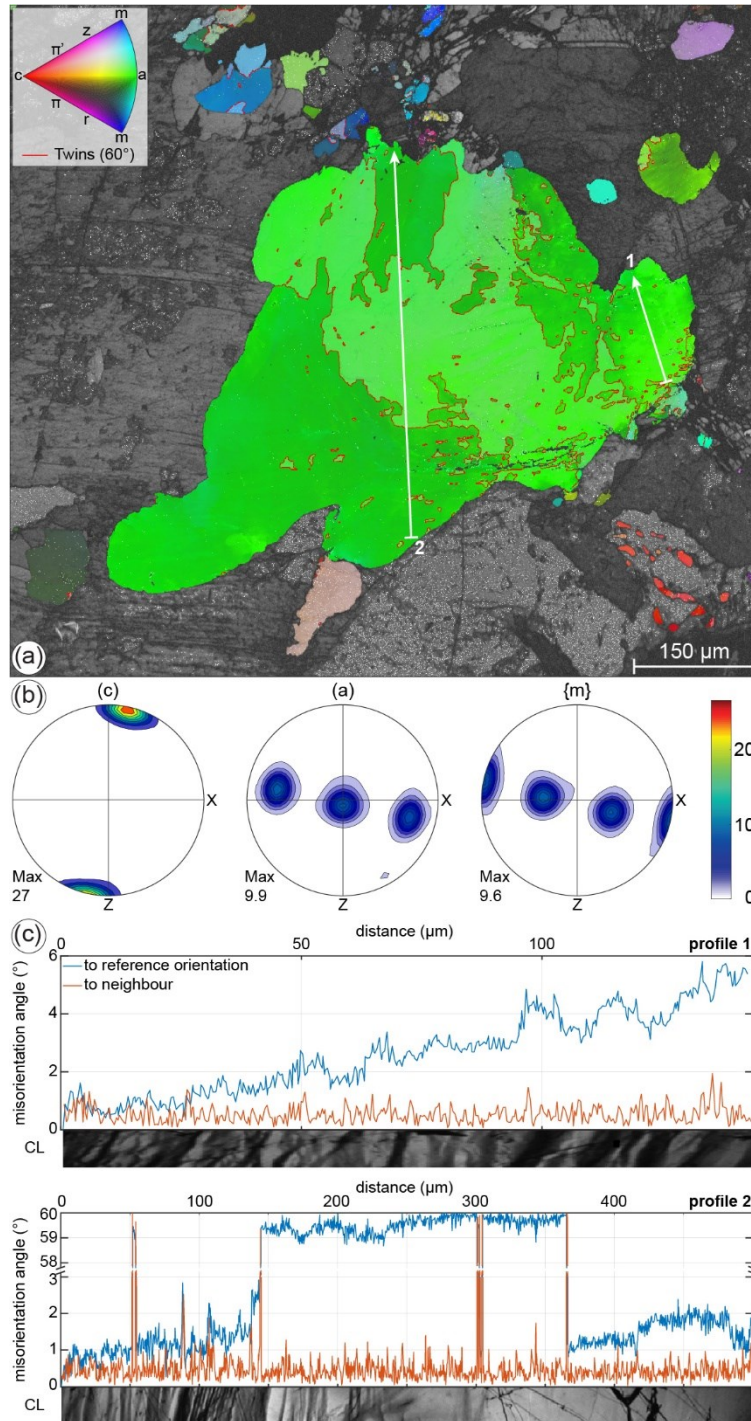 m
z
π'
c
a
π
r
m
Twins (60°)
1
2
(a)
150 µm
(b)
(c)
(a)
{m}
X
X
X
20
10
0
Max
27
Z
Max
9.9
Z
Max
9.6
Z
(c)
distance (µm)
profile 1
0
50
100
6
4
2
0
misorientation angle (°)
to reference orientation
to neighbour
CL
distance (µm)
profile 2
0
100
200
300
400
60
59
58
3
2
1
0
misorientation angle (°)
CL